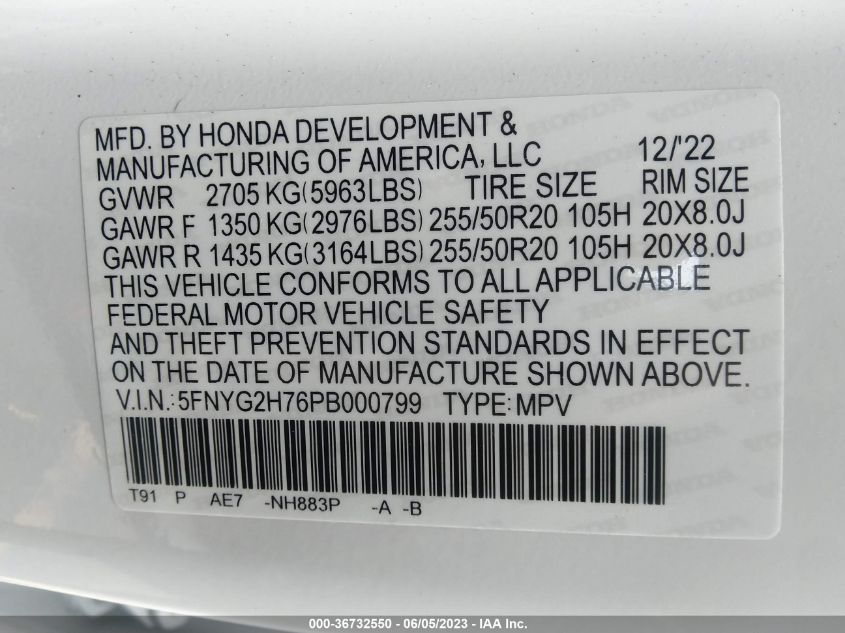 MFD. BY HONDA DEVELOPMENT &
MANUFACTURING OF AMERICA, LLC 12/'22
GVWR 2705 KG(5963LBS) TIRE SIZE RIM SIZE
GAWR F 1350 KG(2976LBS) 255/50R20 105H 20X8.0J
GAWR R 1435 KG(3164LBS) 255/50R20 105H 20X8.0J
THIS VEHICLE CONFORMS TO ALL APPLICABLE
FEDERAL MOTOR VEHICLE SAFETY
AND THEFT PREVENTION STANDARDS IN EFFECT
ON THE DATE OF MANUFACTURE SHOWN ABOVE.
V.I.N.: 5FNYG2H76PB000799 TYPE: MPV
T91 P AE7 -NH883P -A -B
000-36732550 - 06/05/2023 - IAA Inc.